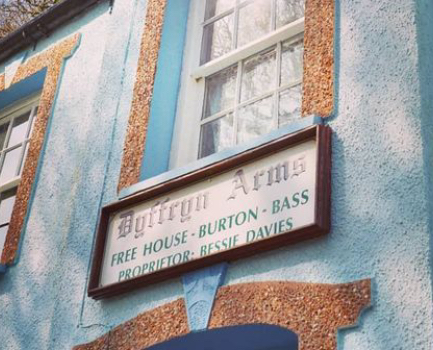 Dyffryn Arms
FREE HOUSE · BURTON · BASS
PROPRIETOR: BESSIE DAVIES